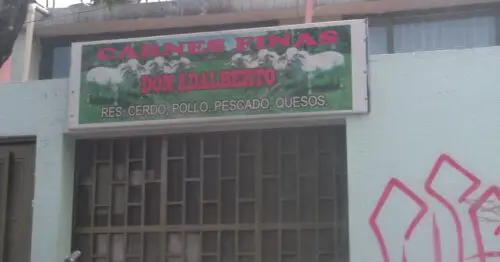 CARNES FINAS
DON ADALBERTO
RES, CERDO, POLLO, PESCADO, QUESOS.